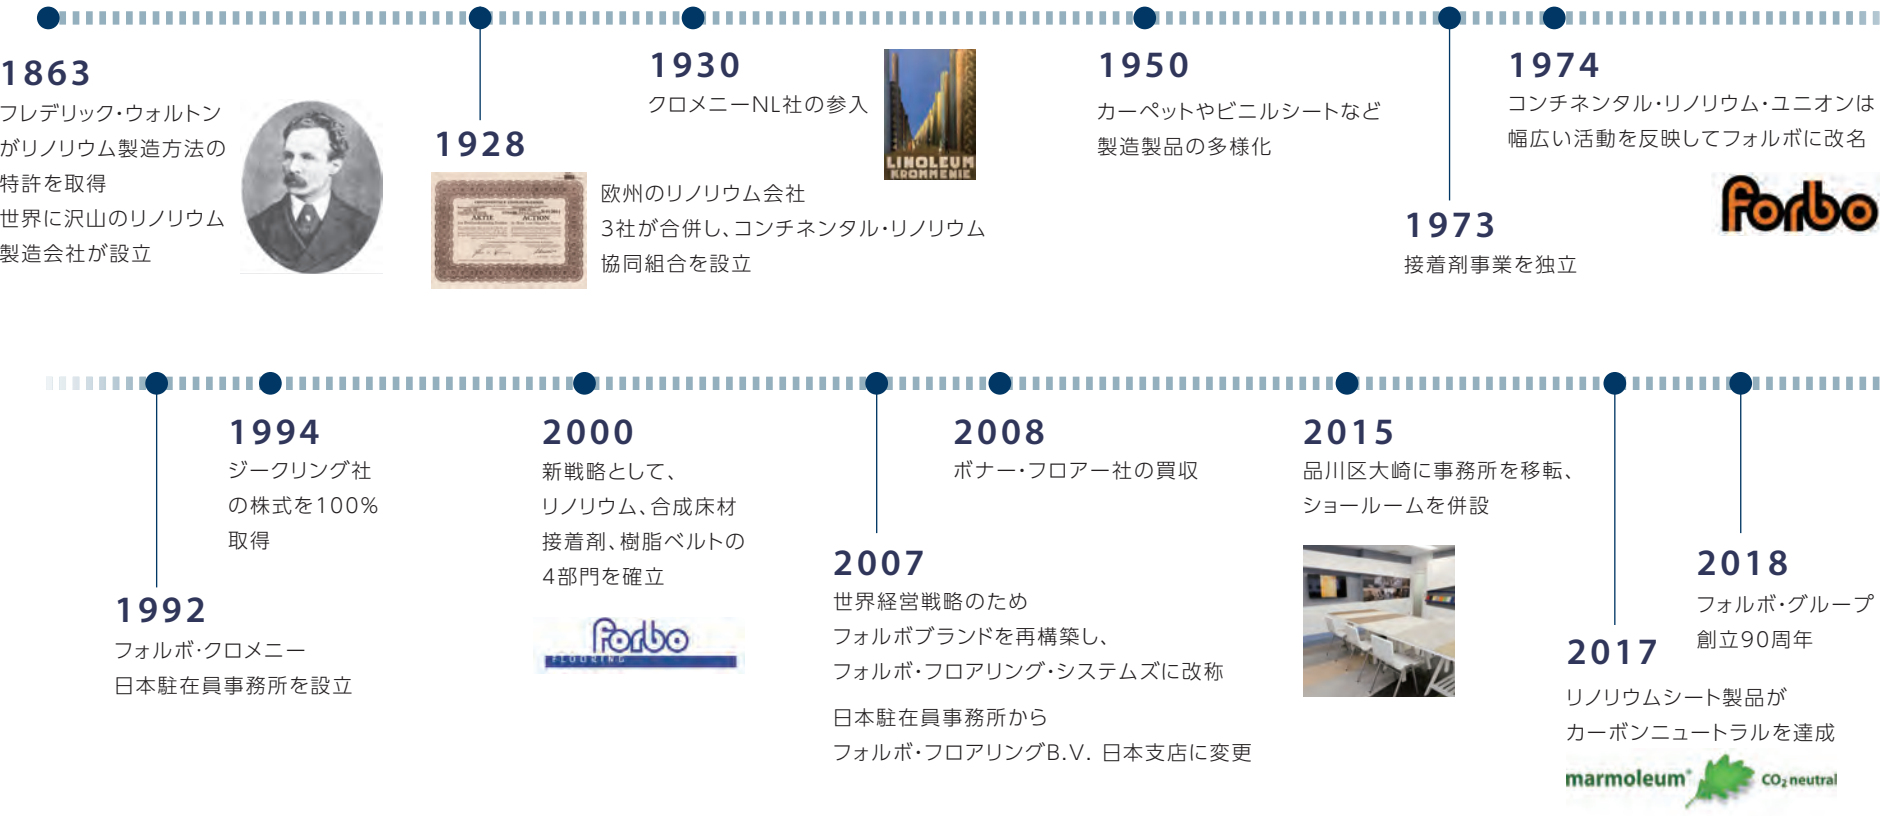 1863
フレデリック・ウォルトン
がリノリウム製造方法の
特許を取得
世界に沢山のリノリウム
製造会社が設立
1928
AKTIE
ACTION
欧州のリノリウム会社
3社が合併し、コンチネンタル・リノリウム
協同組合を設立
1930
クロメニーNL社の参入
LINOLEUM
KROMMENIE
1950
カーペットやビニルシートなど
製造製品の多様化
1973
接着剤事業を独立
1974
コンチネンタル・リノリウム・ユニオンは
幅広い活動を反映してフォルボに改名
forbo
1992
フォルボ・クロメニー
日本駐在員事務所を設立
1994
ジークリング社
の株式を100%
取得
2000
新戦略として、
リノリウム、合成床材
接着剤、樹脂ベルトの
4部門を確立
forbo
FLOORING
2007
世界経営戦略のため
フォルボブランドを再構築し、
フォルボ・フロアリング・システムズに改称
日本駐在員事務所から
フォルボ・フロアリングB.V. 日本支店に変更
2008
ボナー・フロアー社の買収
2015
品川区大崎に事務所を移転、
ショールームを併設
2017
リノリウムシート製品が
カーボンニュートラルを達成
marmoleum® CO₂ neutral
2018
フォルボ・グループ
創立90周年